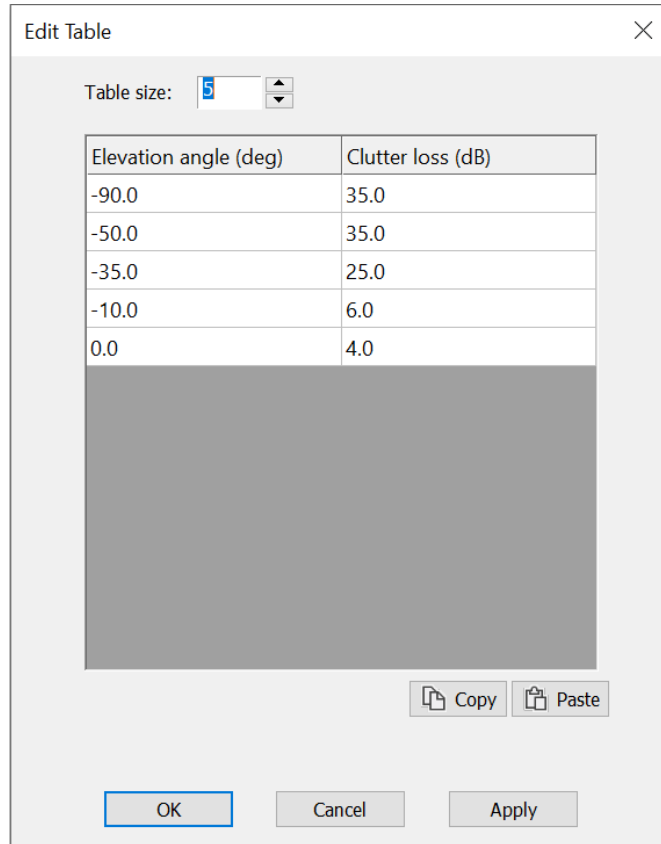 Edit Table
Table size: 5
Elevation angle (deg) Clutter loss (dB)
-90.0 35.0
-50.0 35.0
-35.0 25.0
-10.0 6.0
0.0 4.0
Copy Paste
OK Cancel Apply